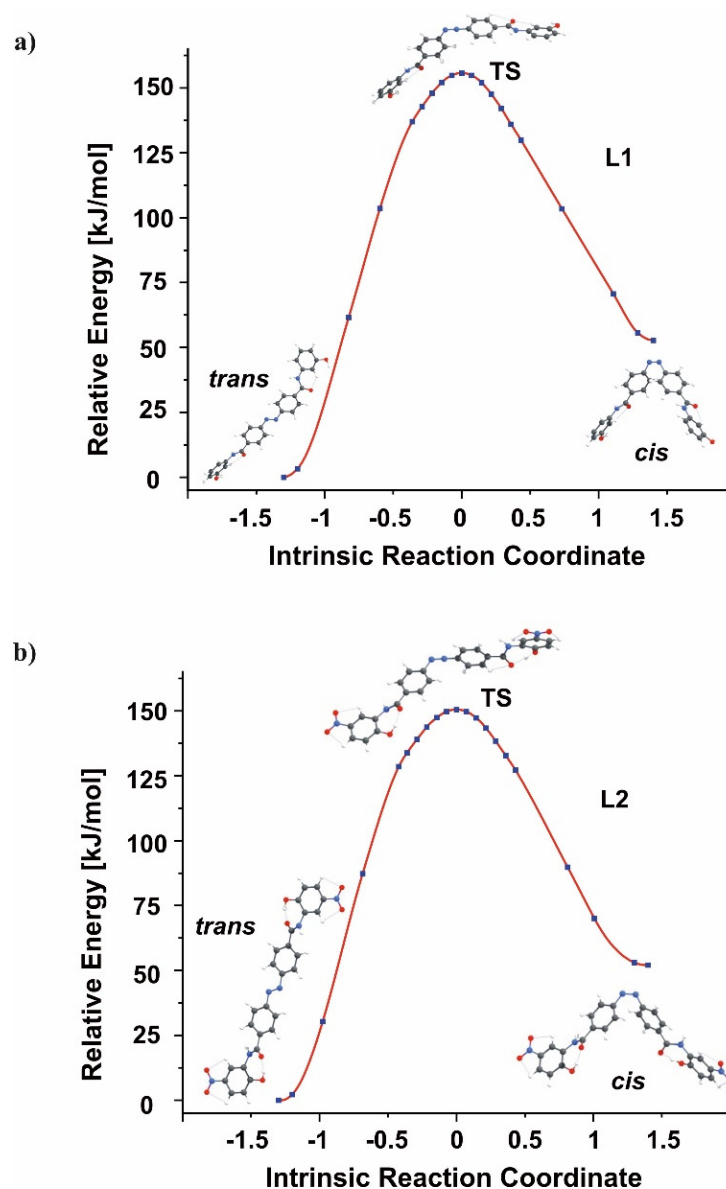 a)
TS
L1
Relative Energy [kJ/mol]
150
125
100
75
50
25
0
trans
cis
-1.5 -1 -0.5 0 0.5 1 1.5
Intrinsic Reaction Coordinate
b)
TS
L2
Relative Energy [kJ/mol]
150
125
100
75
50
25
0
trans
cis
-1.5 -1 -0.5 0 0.5 1 1.5
Intrinsic Reaction Coordinate